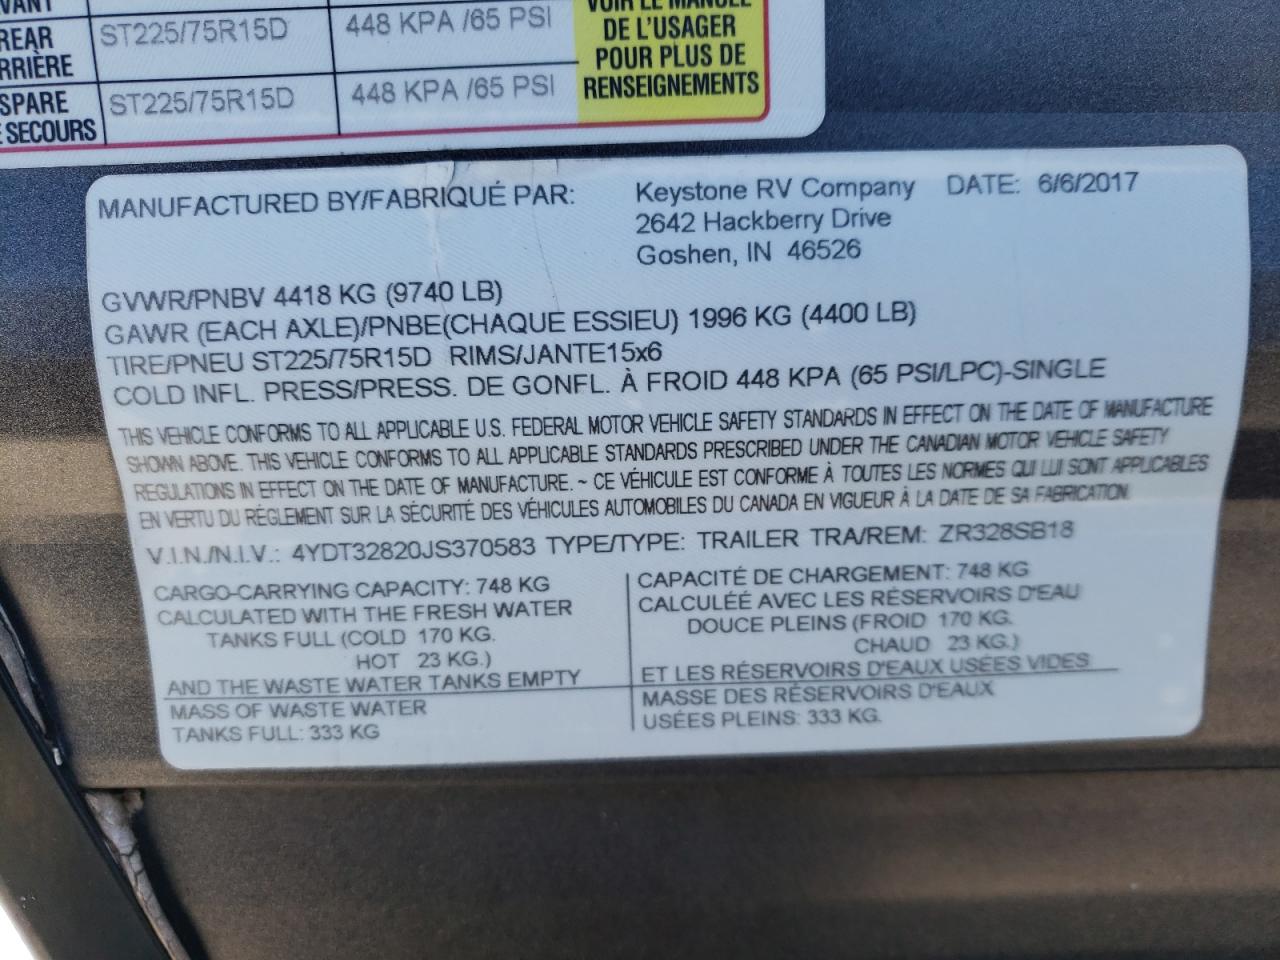 VOIR LE MANUEL
DE L'USAGER
POUR PLUS DE
RENSEIGNEMENTS
REAR ST225/75R15D 448 KPA /65 PSI
SPARE ST225/75R15D 448 KPA /65 PSI
SECOURS
MANUFACTURED BY/FABRIQUÉ PAR: Keystone RV Company DATE: 6/6/2017
2642 Hackberry Drive
Goshen, IN 46526
GVWR/PNBV 4418 KG (9740 LB)
GAWR (EACH AXLE)/PNBE(CHAQUE ESSIEU) 1996 KG (4400 LB)
TIRE/PNEU ST225/75R15D RIMS/JANTE15x6
COLD INFL. PRESS/PRESS. DE GONFL. À FROID 448 KPA (65 PSI/LPC)-SINGLE
THIS VEHICLE CONFORMS TO ALL APPLICABLE U.S. FEDERAL MOTOR VEHICLE SAFETY STANDARDS IN EFFECT ON THE DATE OF MANUFACTURE
SHOWN ABOVE. THIS VEHICLE CONFORMS TO ALL APPLICABLE STANDARDS PRESCRIBED UNDER THE CANADIAN MOTOR VEHICLE SAFETY
REGULATIONS IN EFFECT ON THE DATE OF MANUFACTURE. ~ CE VÉHICULE EST CONFORME À TOUTES LES NORMES QUI LUI SONT APPLICABLES
EN VERTU DU RÉGLEMENT SUR LA SÉCURITÉ DES VÉHICULES AUTOMOBILES DU CANADA EN VIGUEUR À LA DATE DE SA FABRICATION.
V.I.N./N.I.V.: 4YDT32820JS370583 TYPE/TYPE: TRAILER TRA/REM: ZR328SB18
CARGO-CARRYING CAPACITY: 748 KG
CALCULATED WITH THE FRESH WATER
TANKS FULL (COLD 170 KG.
HOT 23 KG.)
AND THE WASTE WATER TANKS EMPTY
MASS OF WASTE WATER
TANKS FULL: 333 KG
CAPACITÉ DE CHARGEMENT: 748 KG
CALCULÉE AVEC LES RÉSERVOIRS D'EAU
DOUCE PLEINS (FROID 170 KG.
CHAUD 23 KG.)
ET LES RÉSERVOIRS D'EAUX USÉES VIDES
MASSE DES RÉSERVOIRS D'EAUX
USÉES PLEINS: 333 KG.